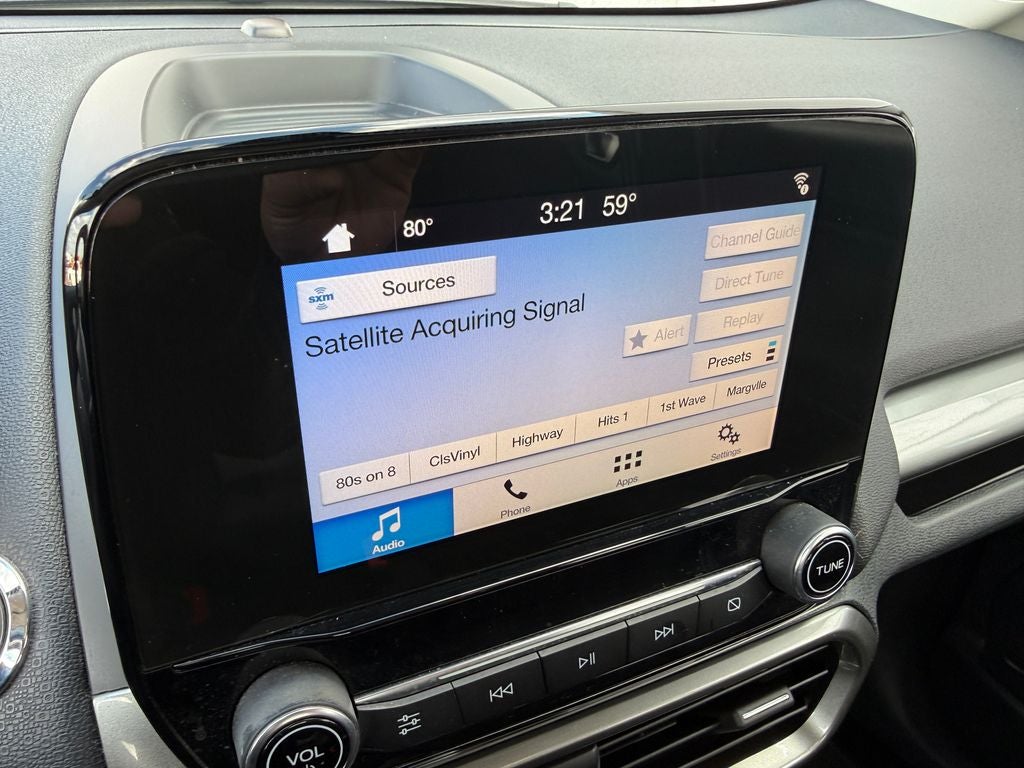 80° 3:21 59°
sxm Sources
Channel Guide
Satellite Acquiring Signal
Direct Tune
Alert Replay
Presets
80s on 8 ClsVinyl Highway Hits 1 1st Wave Margvlle
Audio Phone Apps Settings
TUNE
VOL